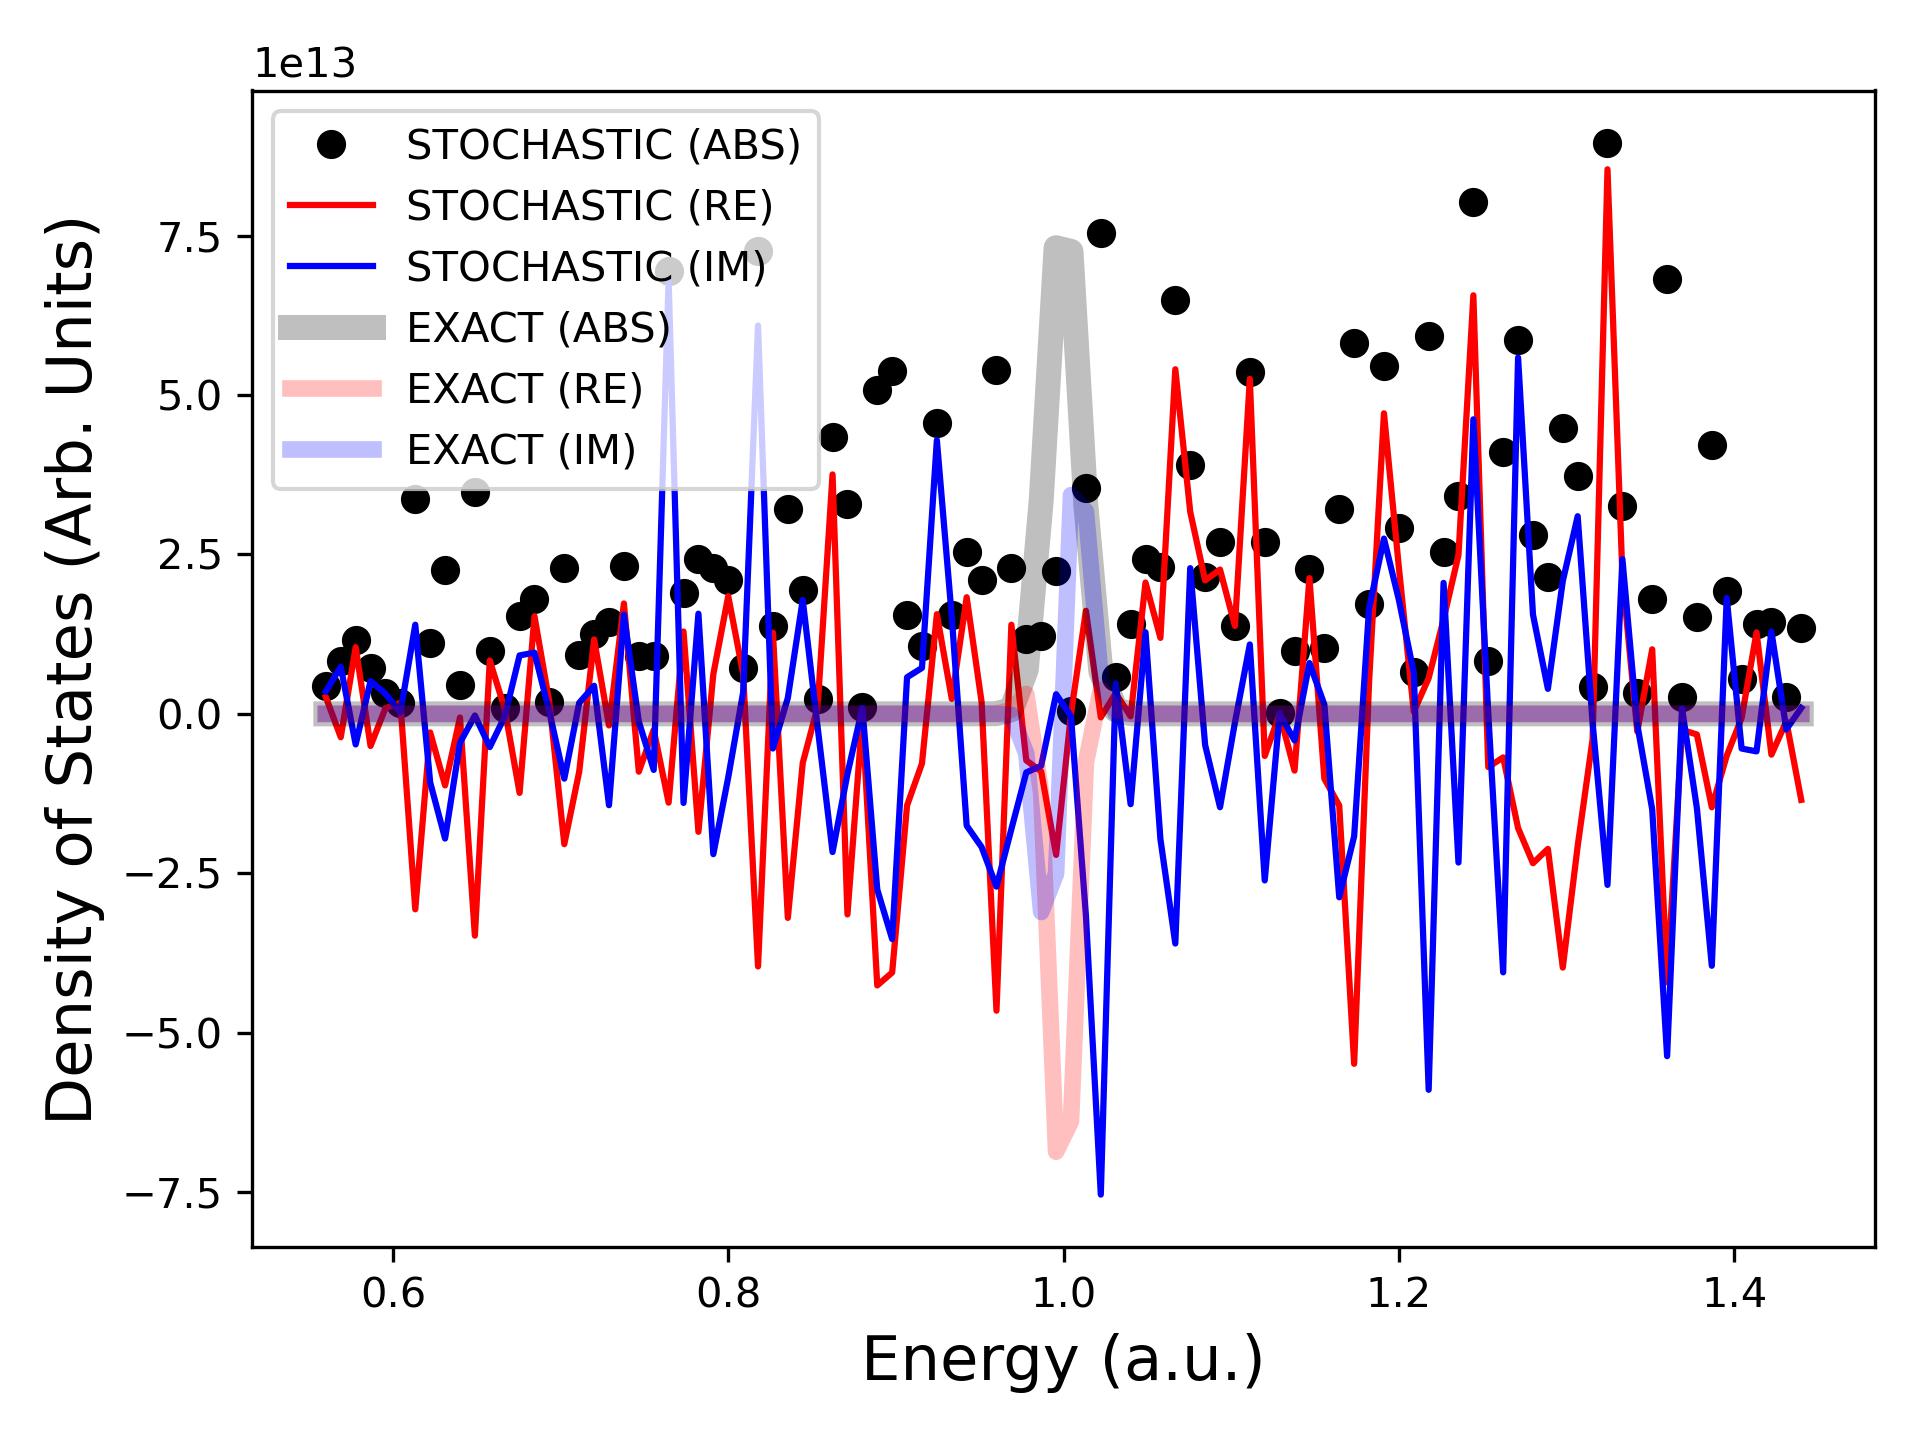 1e13
STOCHASTIC (ABS)
STOCHASTIC (RE)
STOCHASTIC (IM)
EXACT (ABS)
EXACT (RE)
EXACT (IM)
Density of States (Arb. Units)
7.5
5.0
2.5
0.0
−2.5
−5.0
−7.5
0.6 0.8 1.0 1.2 1.4
Energy (a.u.)